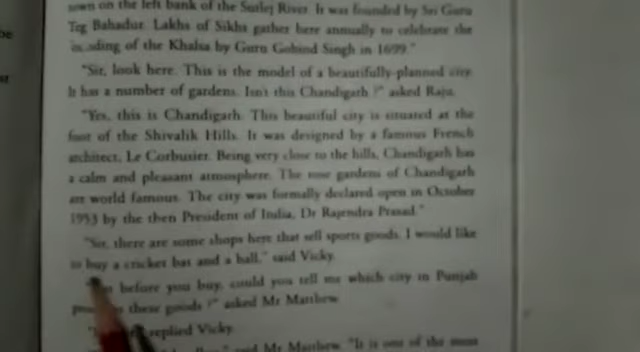 town on the left bank of the Sutlej River. It was founded by Sri Guru
Teg Bahadur. Lakhs of Sikhs gather here annually to celebrate the
of the Khalsa by Guru Gobind Singh in 1699."
"Sir, look here. This is the model of a beautifully-planned city.
It has a number of gardens. Isn't this Chandigarh ?" asked Raju.
"Yes, this is Chandigarh. This beautiful city is situated at the
foot of the Shivalik Hills. It was designed by a famous French
architect, Le Corbusier. Being very close to the hills, Chandigarh has
a calm and pleasant atmosphere. The rose gardens of Chandigarh
are world famous. The city was formally declared open in October
1953 by the then President of India, Dr Rajendra Prasad."
"Sir, there are some shops here that sell sports goods. I would like
to buy a cricket bat and a ball," said Vicky.
before you buy, could you tell me which city in Punjab
these goods ?" asked Mr Matthew.
replied Vicky.
said Mr Matthew. "It is one of the most